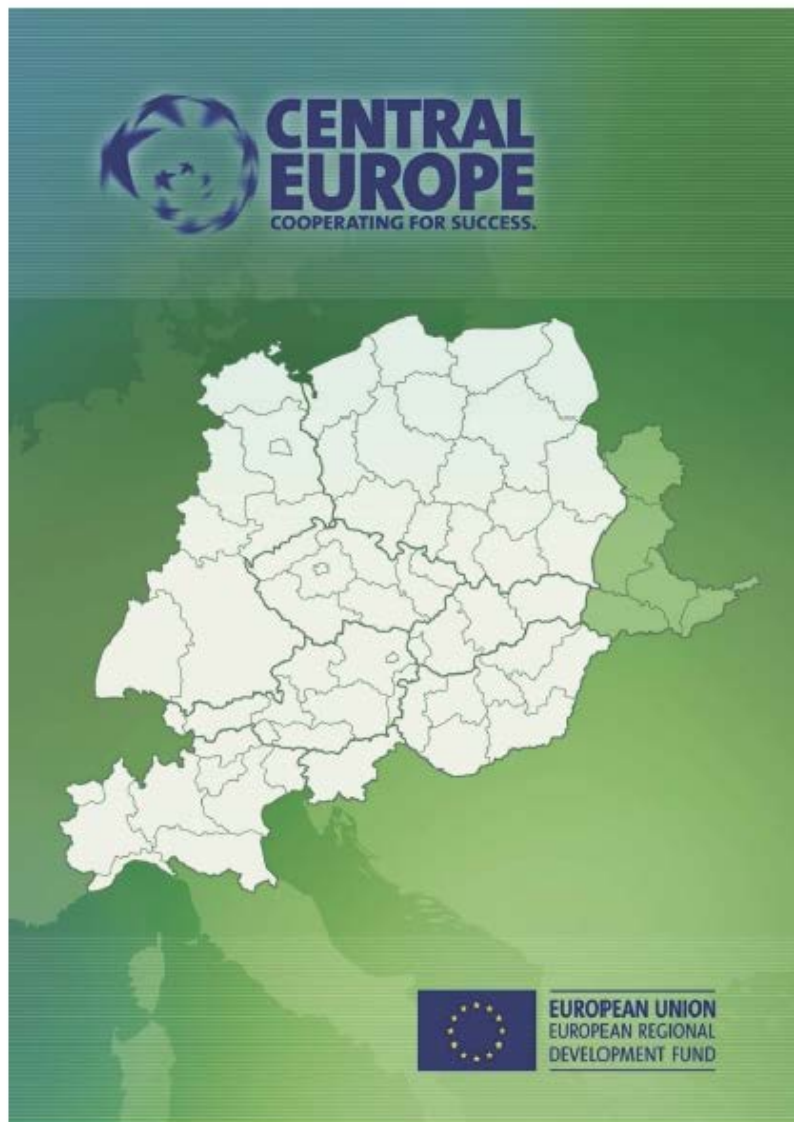 CENTRAL
EUROPE
COOPERATING FOR SUCCESS.
EUROPEAN UNION
EUROPEAN REGIONAL
DEVELOPMENT FUND